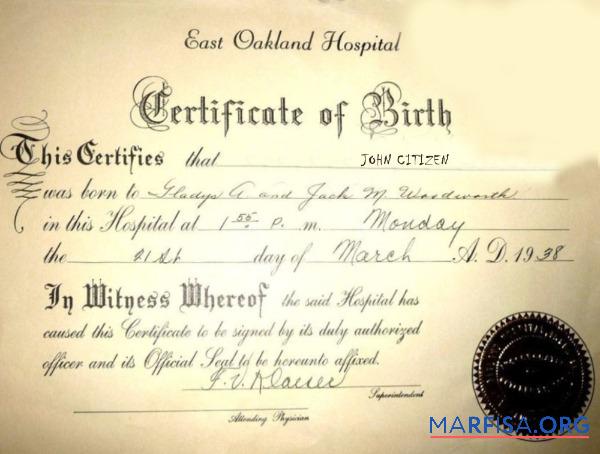 East Oakland Hospital
Certificate of Birth
This Certifies that JOHN CITIZEN
was born to Gladys A. and Jack M. Woodworth
in this Hospital at 1 55 P. m. Monday
the 21st day of March A. D. 1938
In Witness Whereof the said Hospital has
caused this Certificate to be signed by its duly authorized
officer and its Official Seal to be hereunto affixed.
F. V. Klauser
Superintendent
Attending Physician
MARFISA.ORG